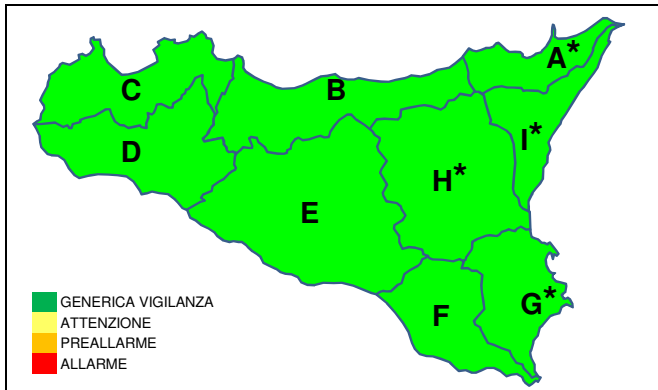 A*
C
B
I*
D
H*
E
G*
F
GENERICA VIGILANZA
ATTENZIONE
PREALLARME
ALLARME